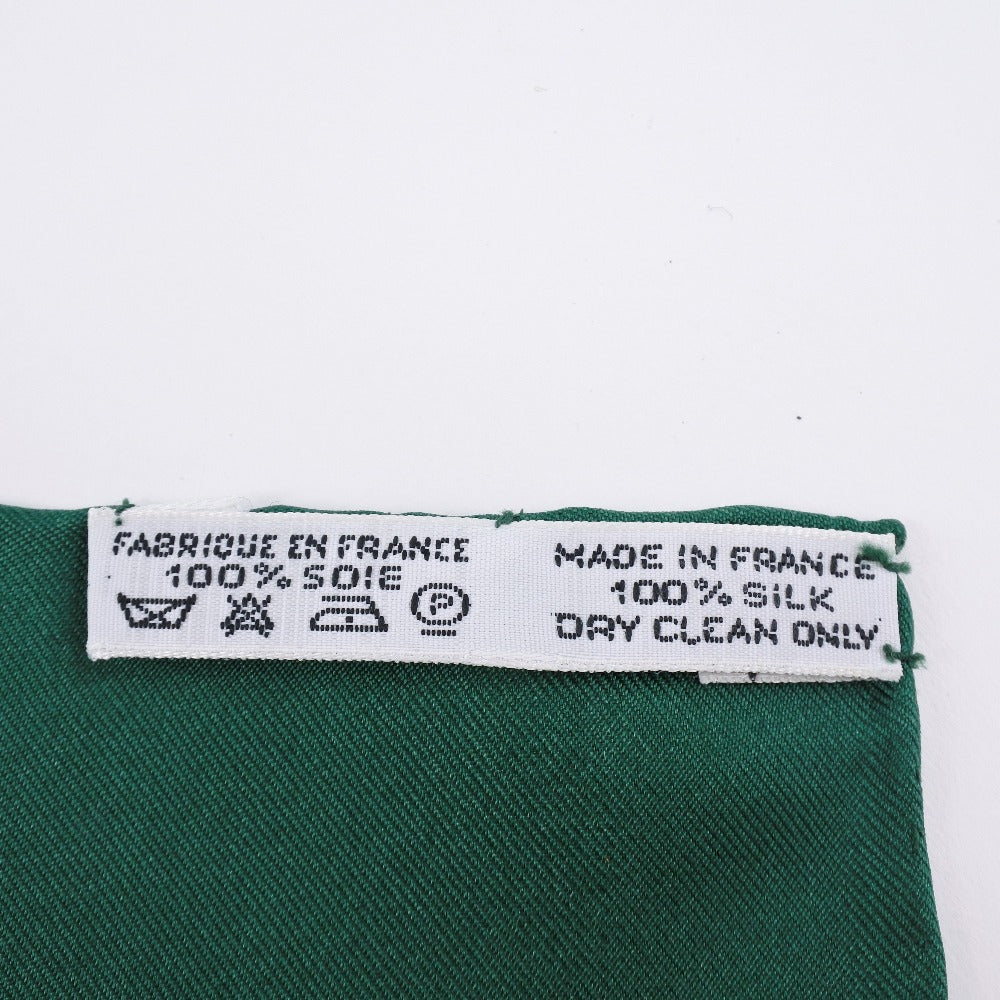 FABRIQUE EN FRANCE
100% SOIE
P
MADE IN FRANCE
100% SILK
DRY CLEAN ONLY